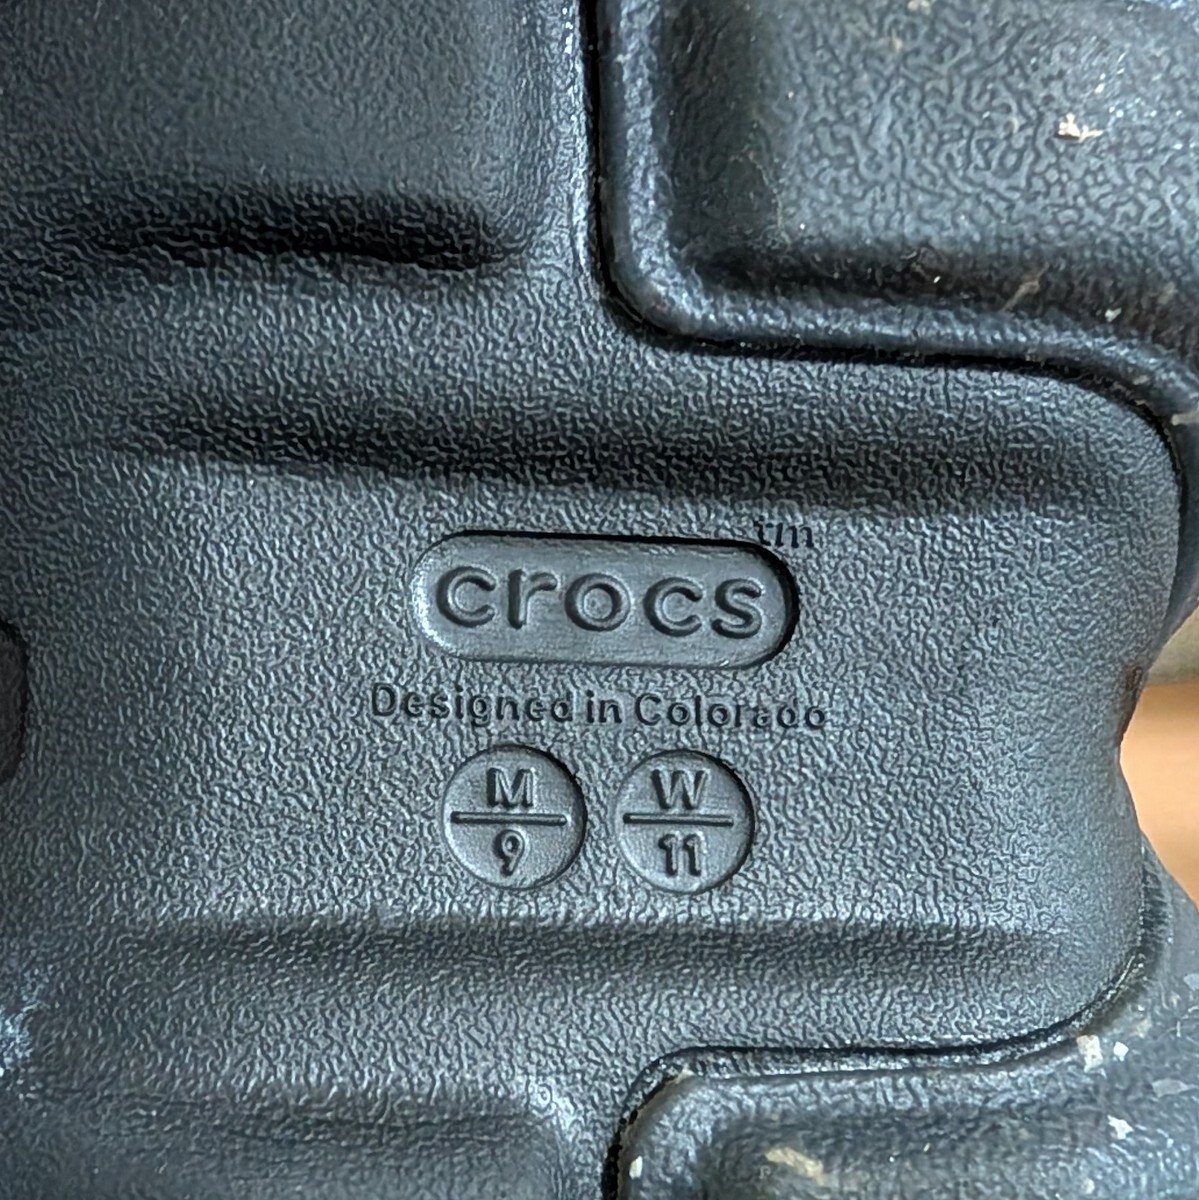 tm
crocs
Designed in Colorado
M W
9 11